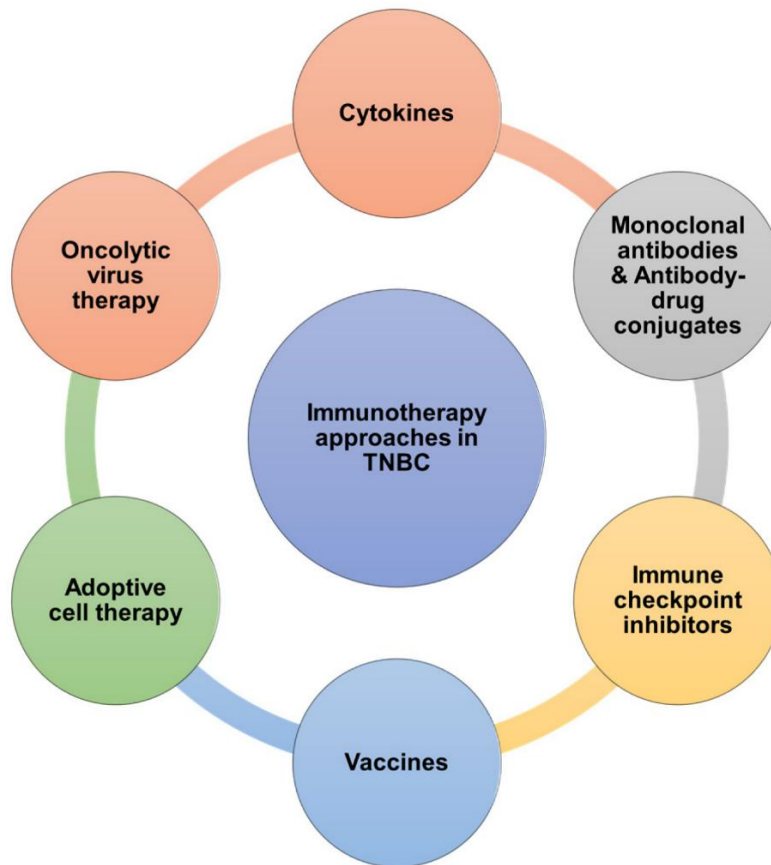 Cytokines
Monoclonal
antibodies
& Antibody-
drug
conjugates
Immune
checkpoint
inhibitors
Vaccines
Adoptive
cell therapy
Oncolytic
virus
therapy
Immunotherapy
approaches in
TNBC